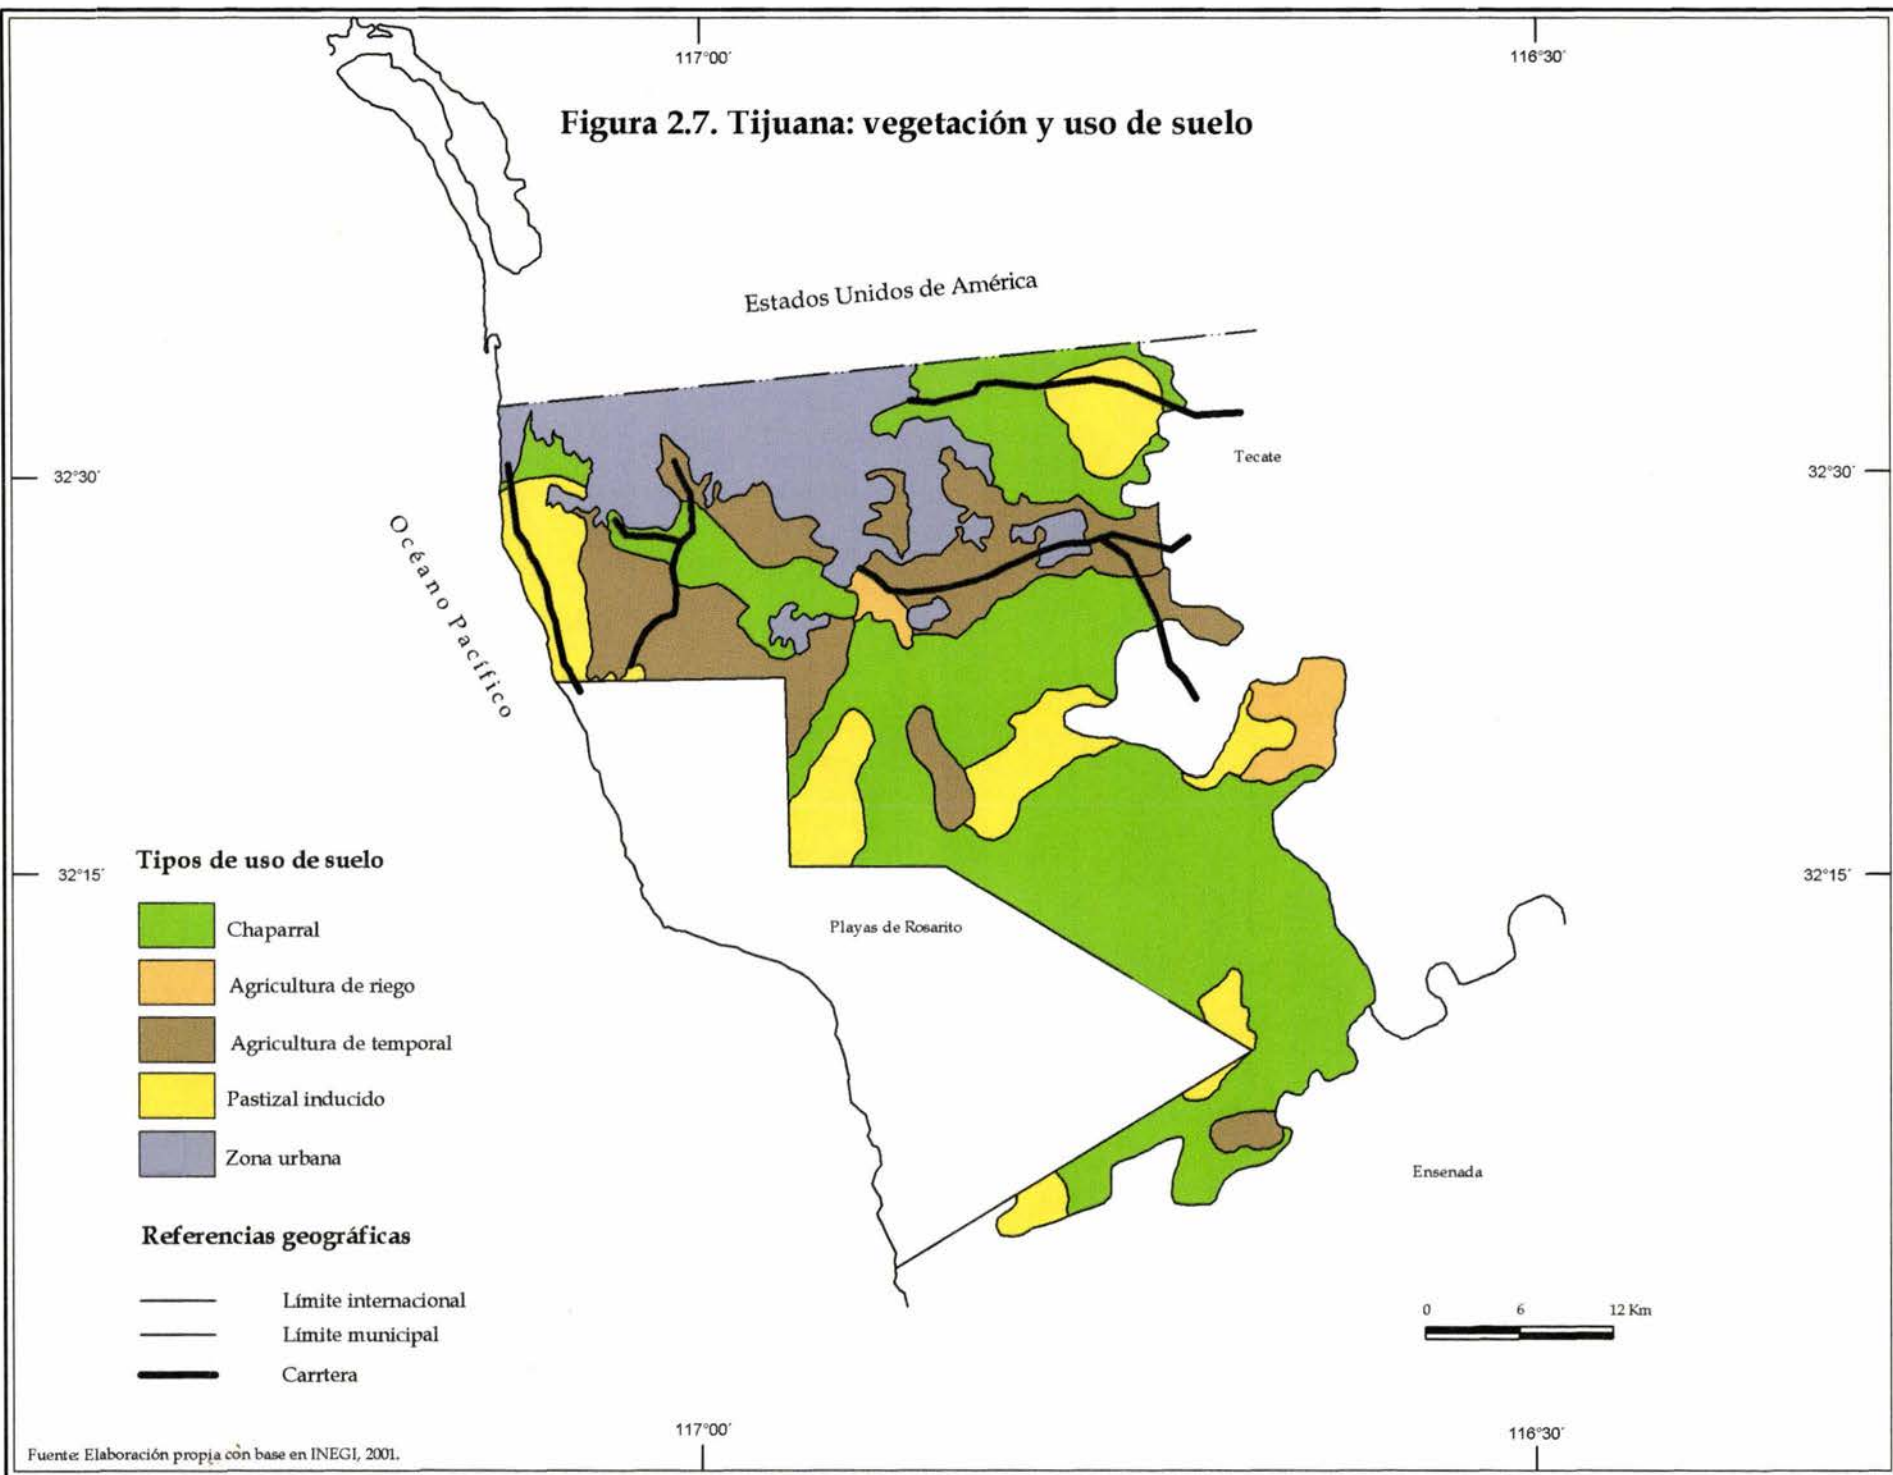 117°00´
116°30´
Figura 2.7. Tijuana: vegetación y uso de suelo
Estados Unidos de América
32°30´
Tecate
32°30´
Océano Pacífico
32°15´
32°15´
Playas de Rosarito
Ensenada
Tipos de uso de suelo
Chaparral
Agricultura de riego
Agricultura de temporal
Pastizal inducido
Zona urbana
Referencias geográficas
Límite internacional
Límite municipal
Carrtera
0 6 12 Km
117°00´
116°30´
Fuente: Elaboración propia con base en INEGI, 2001.